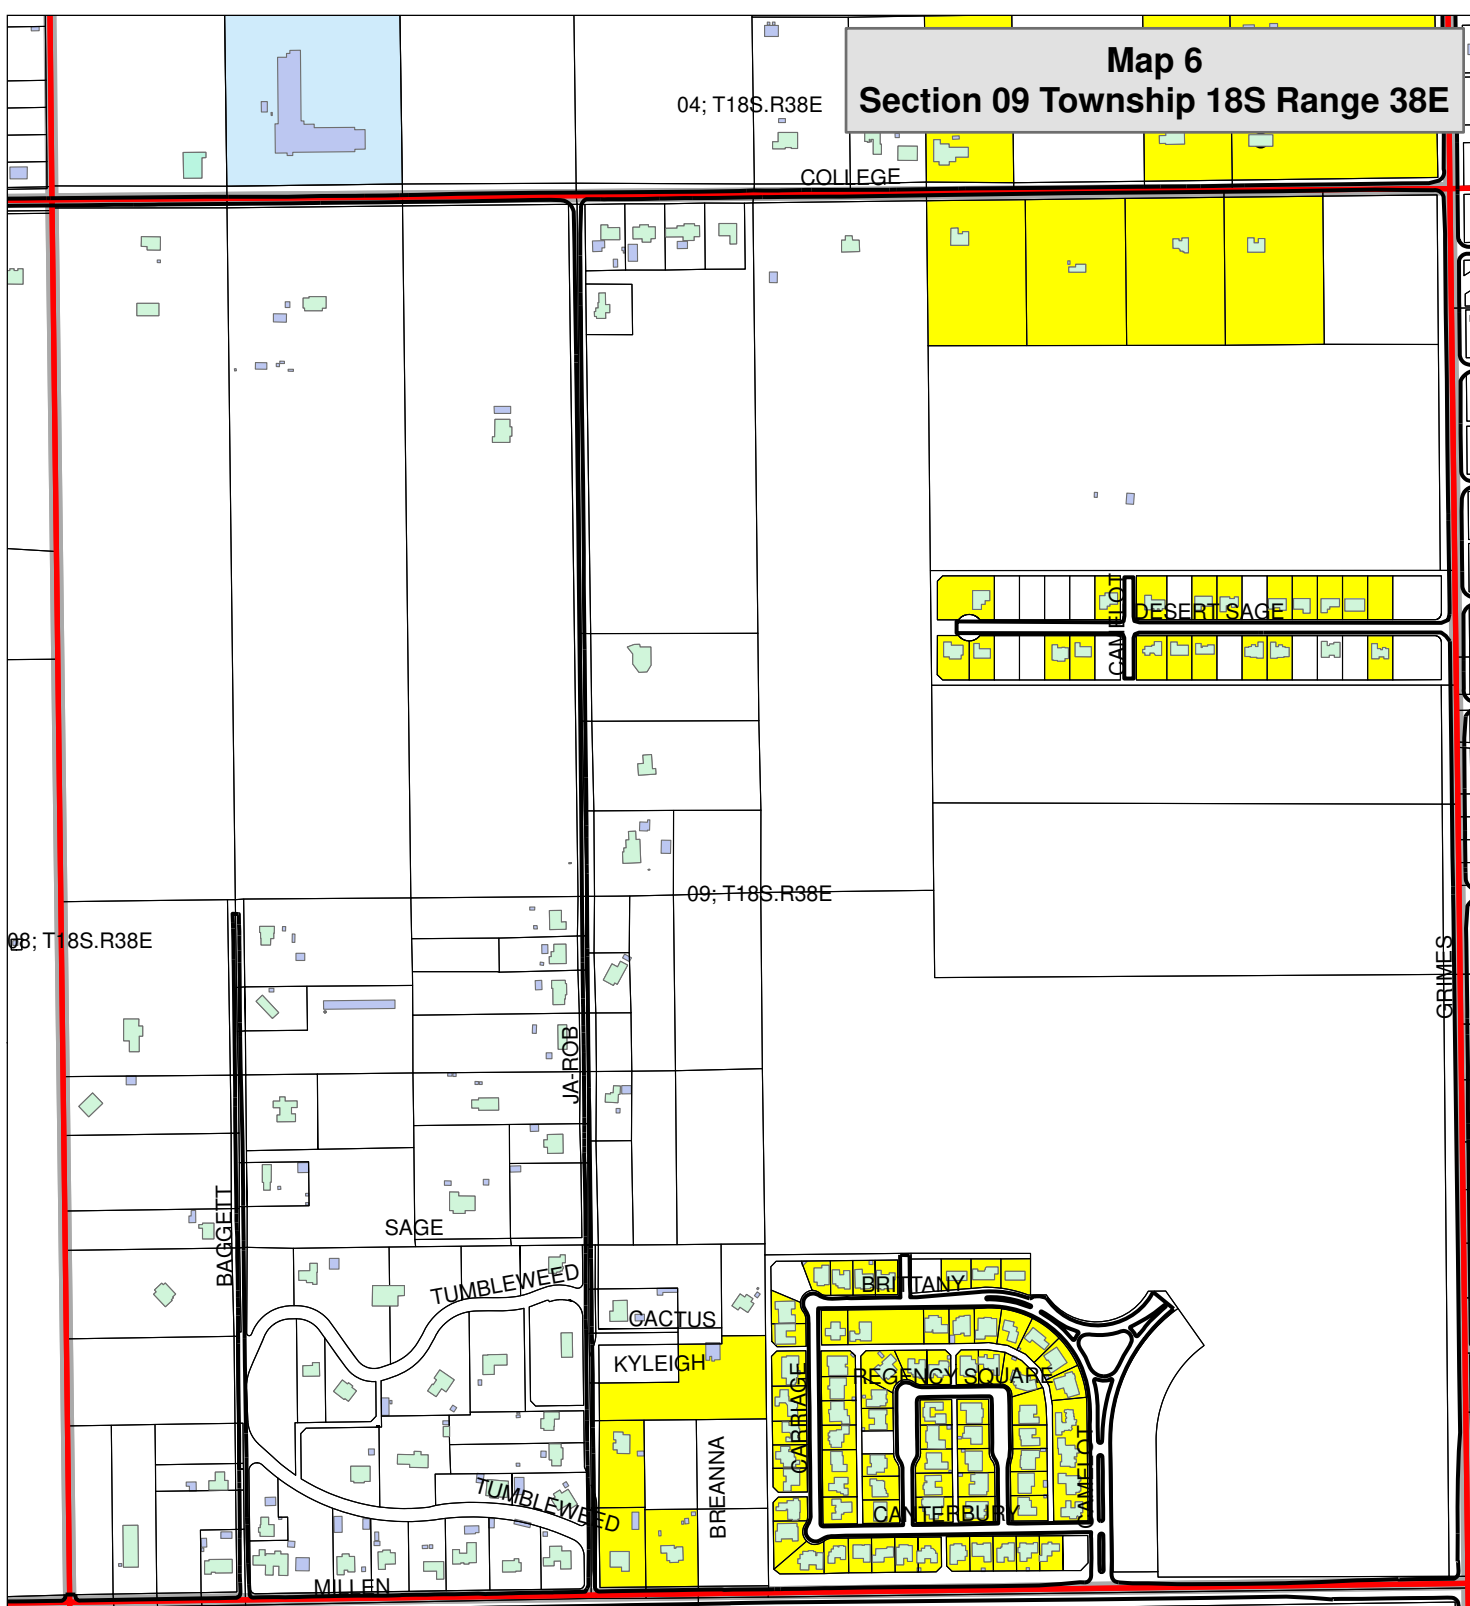 Map 6
Section 09 Township 18S Range 38E
04; T18S.R38E
COLLEGE
CAMELOT
DESERT SAGE
09; T18S.R38E
08; T18S.R38E
GRIMES
JA-ROB
BAGGETT
SAGE
TUMBLEWEED
BRITTANY
CACTUS
KYLEIGH
REGENCY SQUARE
CARRIAGE
BREANNA
CAMELOT
TUMBLEWEED
CANTERBURY
MILLEN